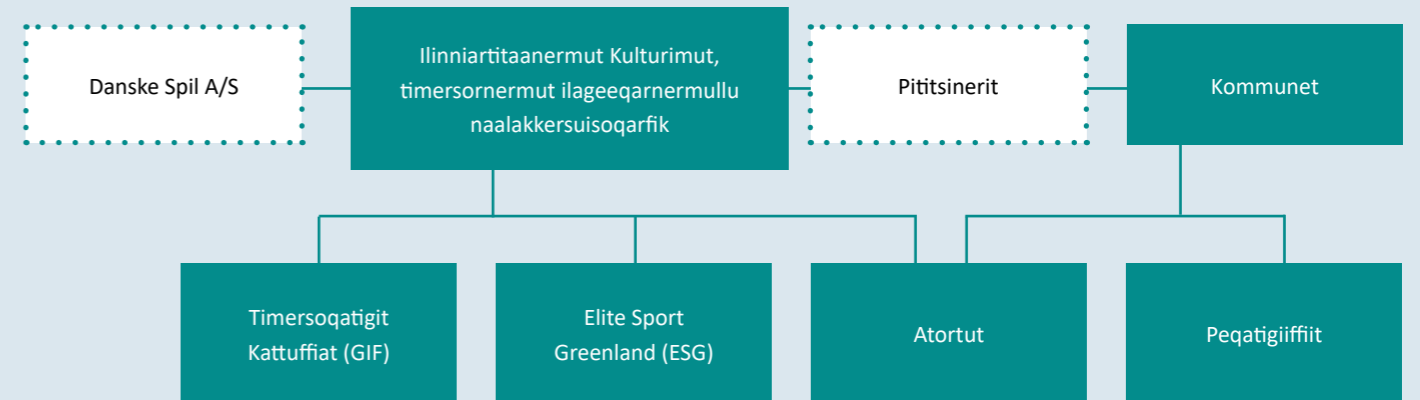 Danske Spil A/S
Ilinniartitaanermut Kulturimut,
timersornermut ilageeqarnermullu
naalakkersuisoqarfik
Pititsinerit
Kommunet
Timersoqatigit
Kattuffiat (GIF)
Elite Sport
Greenland (ESG)
Atortut
Peqatigiiffiit